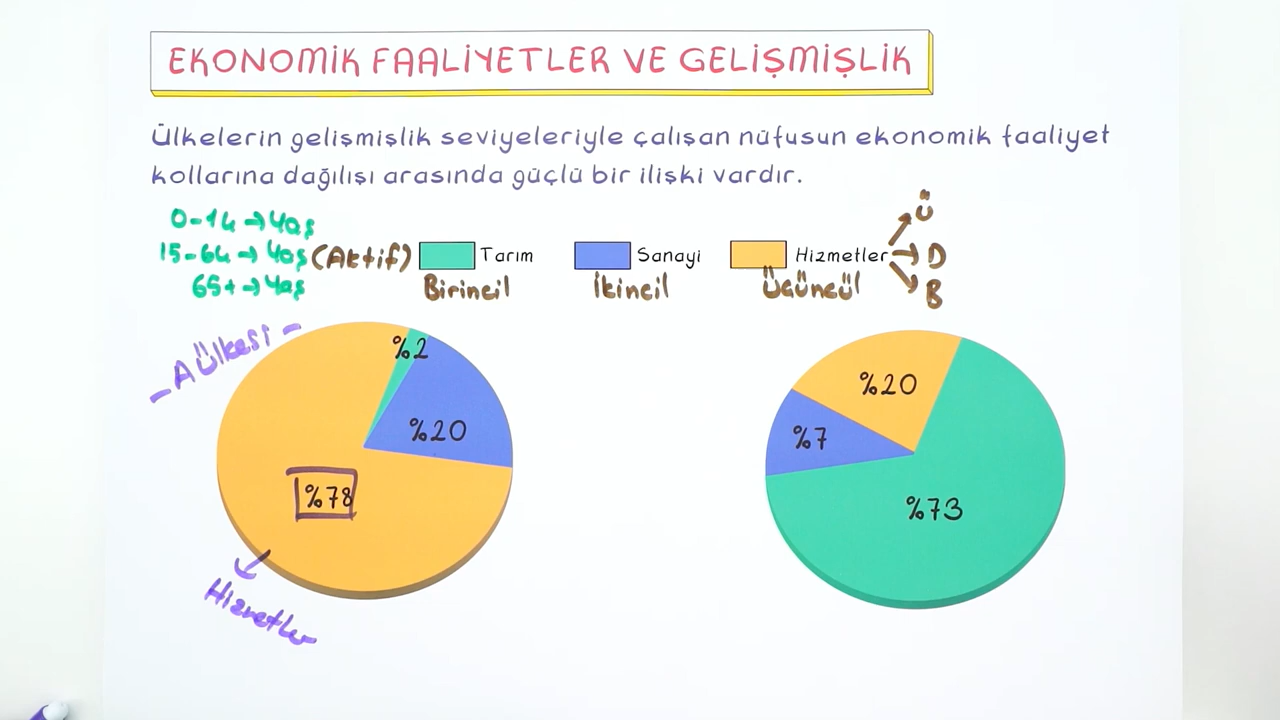 EKONOMİK FAALİYETLER VE GELİŞMİŞLİK
Ülkelerin gelişmişlik seviyeleriyle çalışan nüfusun ekonomik faaliyet
kollarına dağılışı arasında güçlü bir ilişki vardır.
0-14 → Yaş
15-64 → Yaş (Aktif)
65+ → Yaş
Tarım
Birincil
Sanayi
İkincil
Hizmetler
Üçüncül
Ü
D
B
- A ülkesi -
%2
%20
%78
Hizmetler
%20
%7
%73